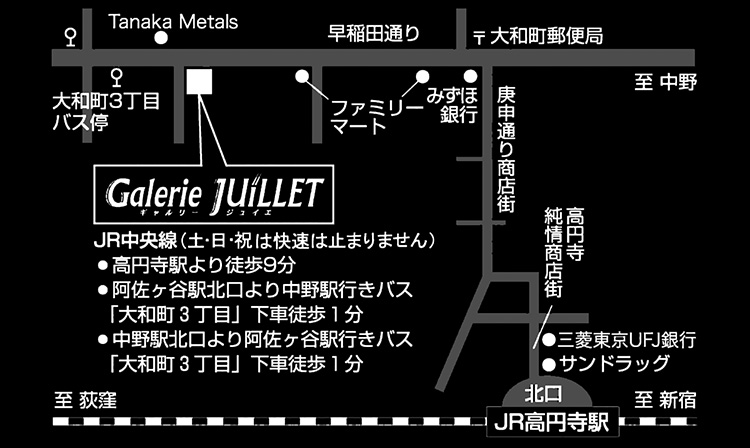 Tanaka Metals
早稲田通り
〒大和町郵便局
至 中野
大和町3丁目
バス停
ファミリー
マート
みずほ
銀行
庚申通り商店街
Galerie JUiLLET
ギャルリー ジュイエ
JR中央線(土・日・祝は快速は止まりません)
●高円寺駅より徒歩9分
●阿佐ヶ谷駅北口より中野駅行きバス
「大和町3丁目」下車徒歩1分
●中野駅北口より阿佐ヶ谷駅行きバス
「大和町3丁目」下車徒歩1分
高円寺
純情商店街
三菱東京UFJ銀行
サンドラッグ
北口
至 荻窪
至 新宿
JR高円寺駅